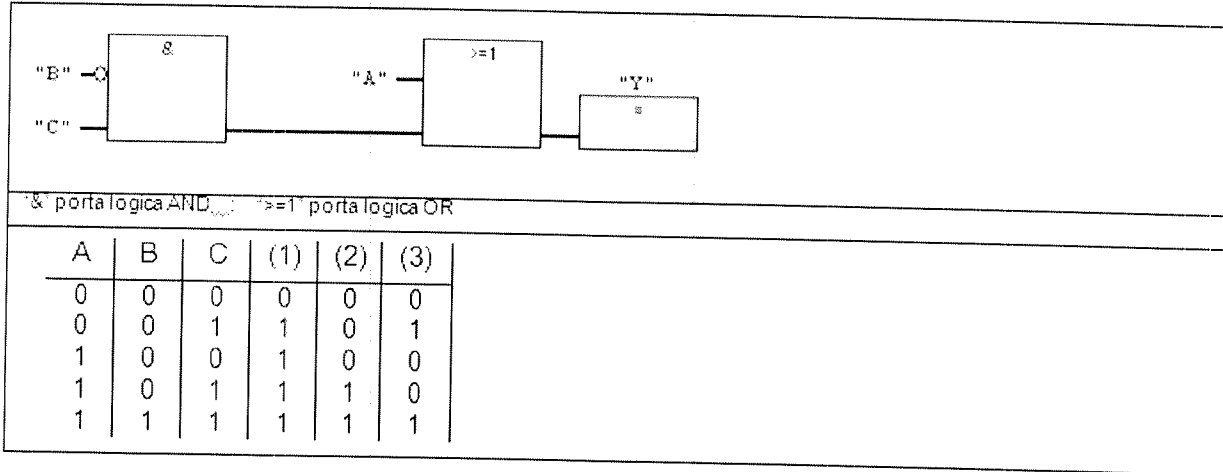 &
>=1
"B"
"A"
"Y"
=
"C"
"&" porta logica AND ; ">=1" porta logica OR
A B C (1) (2) (3)
0 0 0 0 0 0
0 0 1 1 0 1
1 0 0 1 0 0
1 0 1 1 1 0
1 1 1 1 1 1